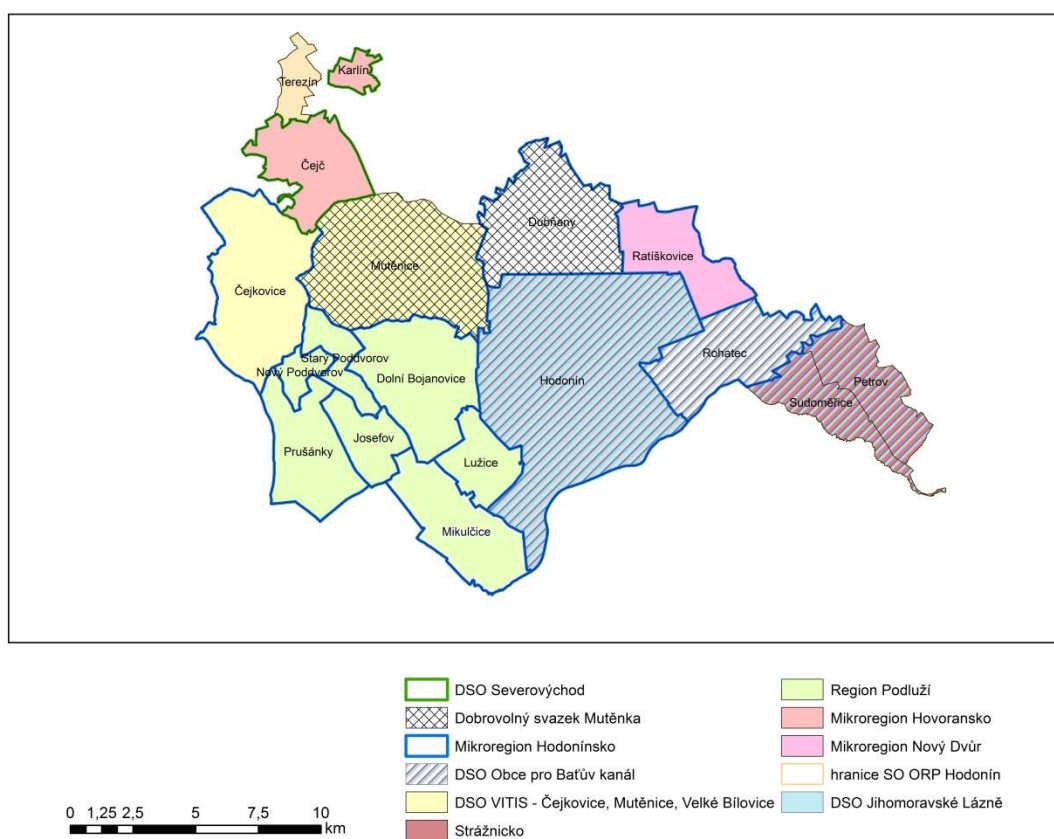 Karlín
Terezín
Čejč
Dubňany
Ratíškovice
Mutěnice
Čejkovice
Rohatec
Starý Poddvorov
Nový Poddvorov
Dolní Bojanovice
Hodonín
Petrov
Sudoměřice
Josefov
Prušánky
Lužice
Mikulčice
DSO Severovýchod
Dobrovolný svazek Mutěnka
Mikroregion Hodonínsko
DSO Obce pro Baťův kanál
DSO VITIS - Čejkovice, Mutěnice, Velké Bílovice
Strážnicko
Region Podluží
Mikroregion Hovoransko
Mikroregion Nový Dvůr
hranice SO ORP Hodonín
DSO Jihomoravské Lázně
0 1,25 2,5 5 7,5 10
km